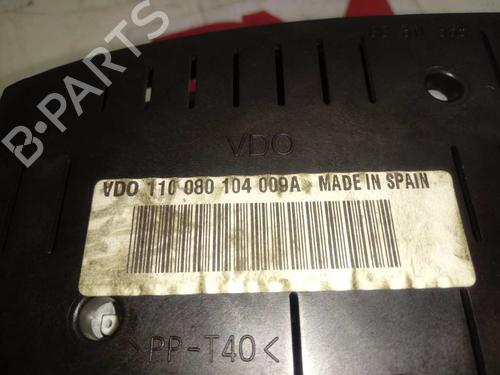 B-PARTS
VDO
VDO 110 080 104 009A MADE IN SPAIN
>PP-T40<